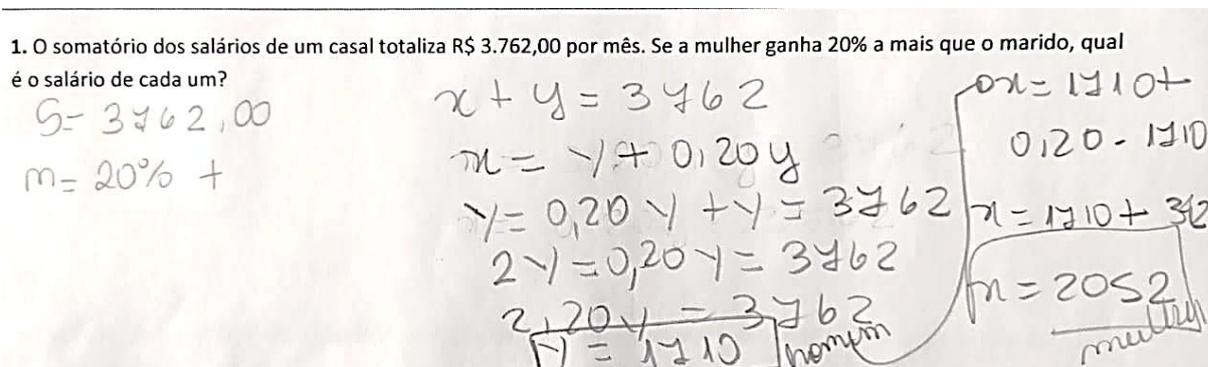 1. O somatório dos salários de um casal totaliza R$ 3.762,00 por mês. Se a mulher ganha 20% a mais que o marido, qual
é o salário de cada um?
S= 3762,00
m= 20% +
x + y = 3762
x = y + 0,20y
y = 0,20y + y = 3762
2y = 0,20y = 3762
2,20y = 3762
y = 1710 homem
x = 1710 +
0,20 . 1710
x = 1710 + 342
x = 2052
mulher